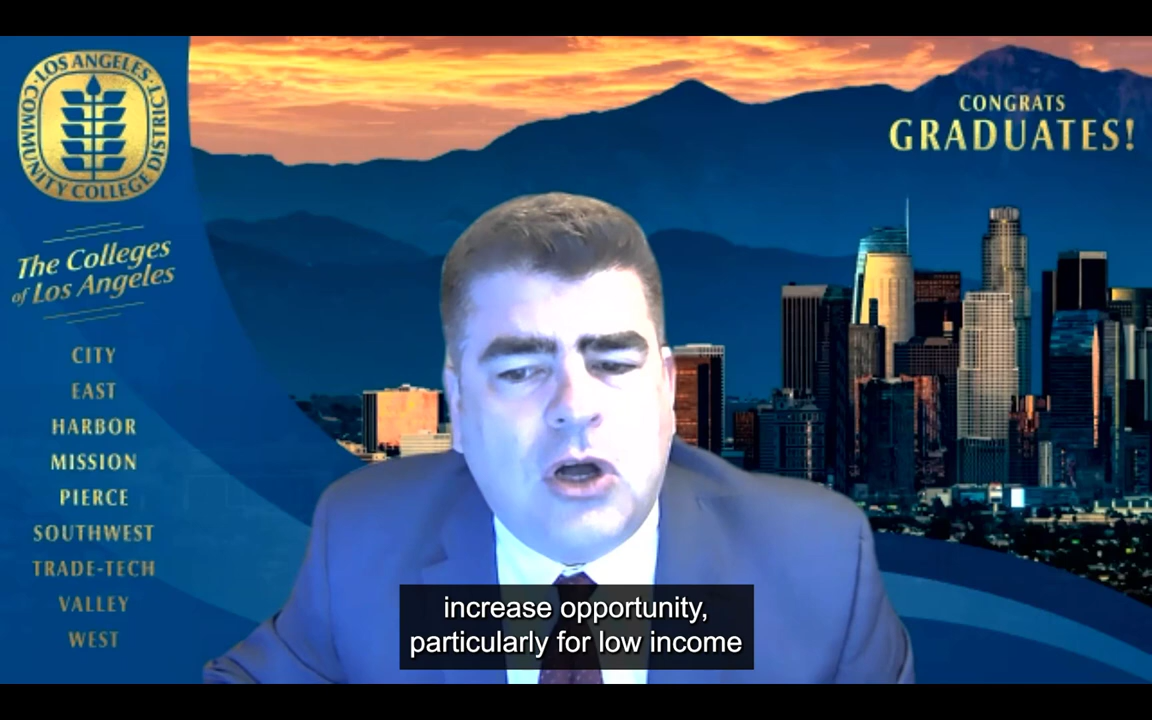 LOS ANGELES
COMMUNITY COLLEGE DISTRICT
The Colleges
of Los Angeles
CITY
EAST
HARBOR
MISSION
PIERCE
SOUTHWEST
TRADE-TECH
VALLEY
WEST
CONGRATS
GRADUATES!
increase opportunity,
particularly for low income